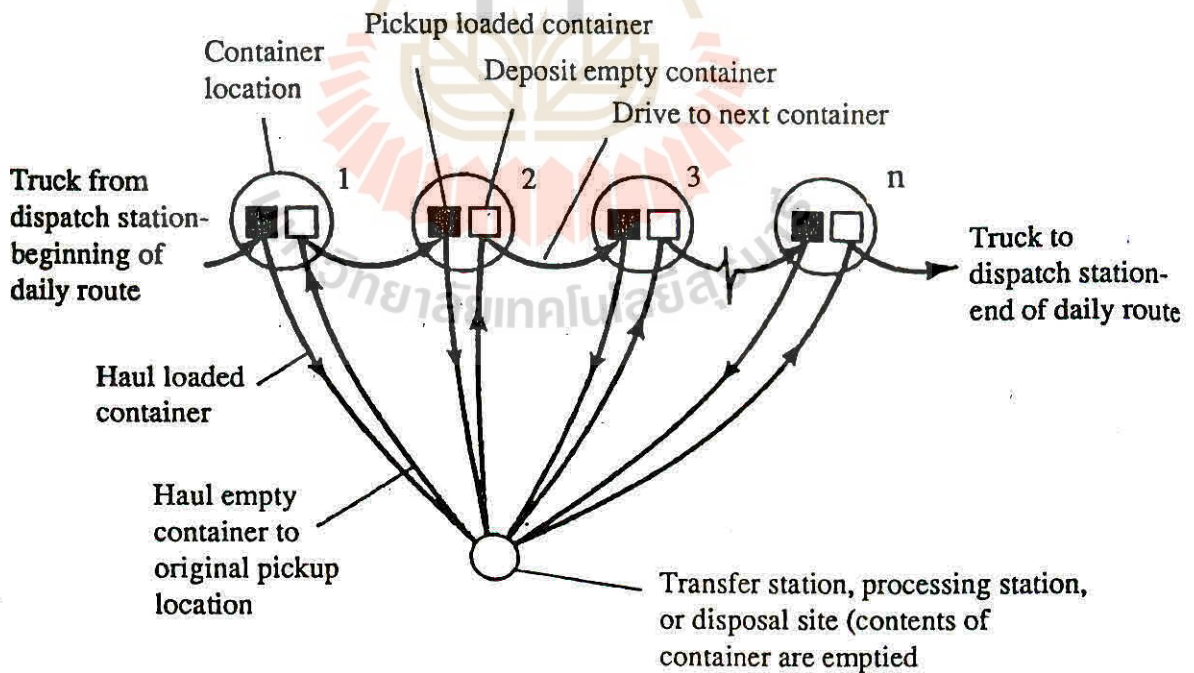 Pickup loaded container
Container
location
Deposit empty container
Drive to next container
1
2
3
n
Truck from
dispatch station-
beginning of
daily route
Truck to
dispatch station-
end of daily route
Haul loaded
container
Haul empty
container to
original pickup
location
Transfer station, processing station,
or disposal site (contents of
container are emptied